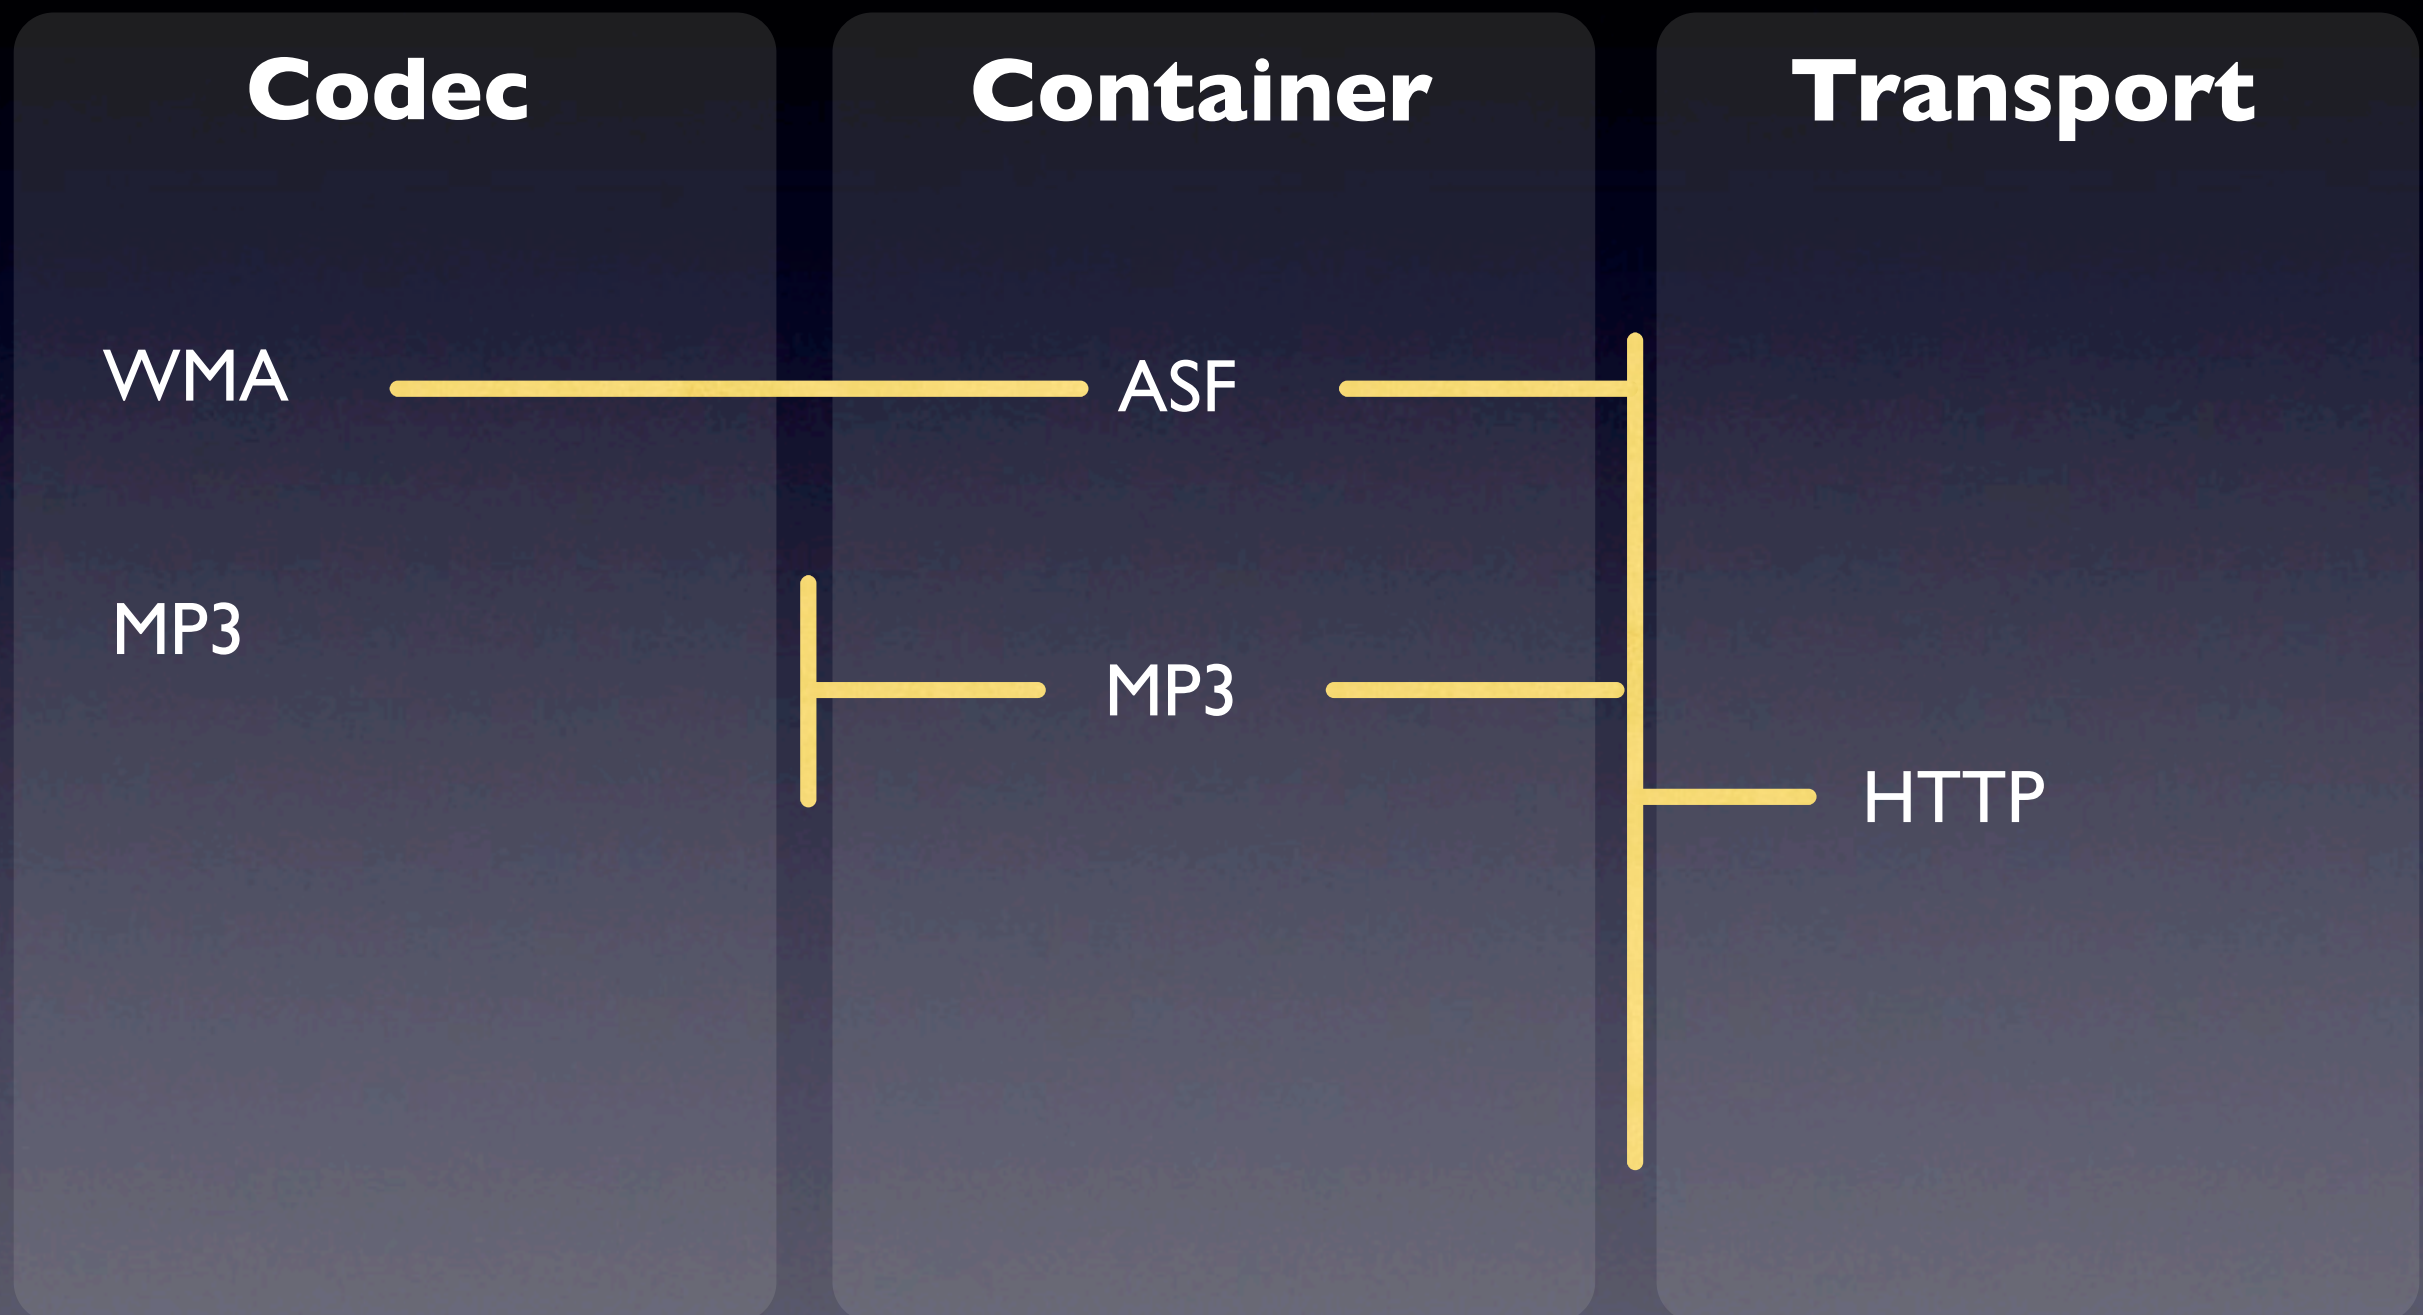 Codec
Container
Transport
WMA
ASF
MP3
MP3
HTTP